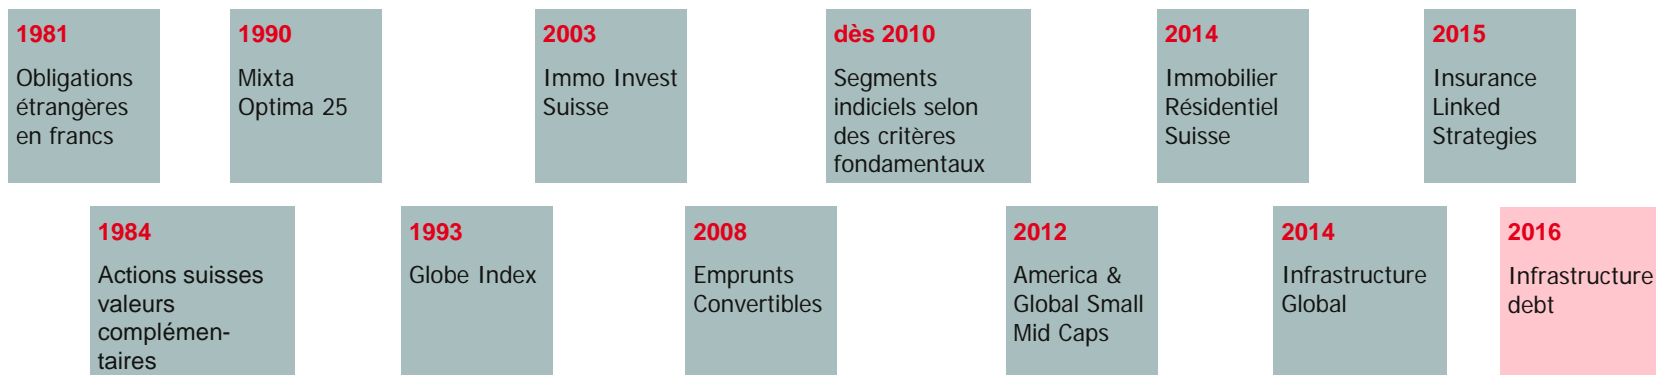 1981
Obligations
étrangères
en francs
1990
Mixta
Optima 25
2003
Immo Invest
Suisse
dès 2010
Segments
indiciels selon
des critères
fondamentaux
2014
Immobilier
Résidentiel
Suisse
2015
Insurance
Linked
Strategies
1984
Actions suisses
valeurs
complémen-
taires
1993
Globe Index
2008
Emprunts
Convertibles
2012
America &
Global Small
Mid Caps
2014
Infrastructure
Global
2016
Infrastructure
debt